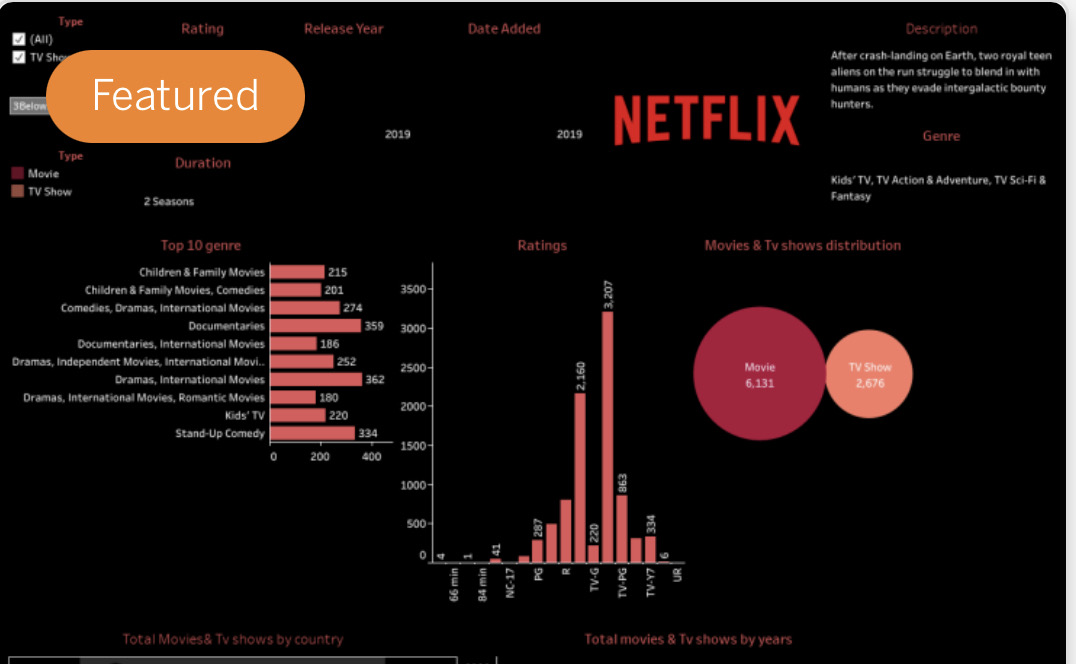 Type
(All)
TV Show
3Below
Featured
Rating
Release Year
Date Added
2019
2019
NETFLIX
Description
After crash-landing on Earth, two royal teen
aliens on the run struggle to blend in with
humans as they evade intergalactic bounty
hunters.
Genre
Kids' TV, TV Action & Adventure, TV Sci-Fi &
Fantasy
Type
Movie
TV Show
Duration
2 Seasons
Top 10 genre
Children & Family Movies
215
Children & Family Movies, Comedies
201
Comedies, Dramas, International Movies
274
Documentaries
359
Documentaries, International Movies
186
Dramas, Independent Movies, International Movi..
252
Dramas, International Movies
362
Dramas, International Movies, Romantic Movies
180
Kids' TV
220
Stand-Up Comedy
334
0
200
400
Ratings
3500
3000
2500
2000
1500
1000
500
0
4
1
41
287
2,160
220
3,207
863
334
6
66 min
84 min
NC-17
PG
R
TV-G
TV-PG
TV-Y7
UR
Movies & Tv shows distribution
Movie
6,131
TV Show
2,676
Total Movies& Tv shows by country
Total movies & Tv shows by years